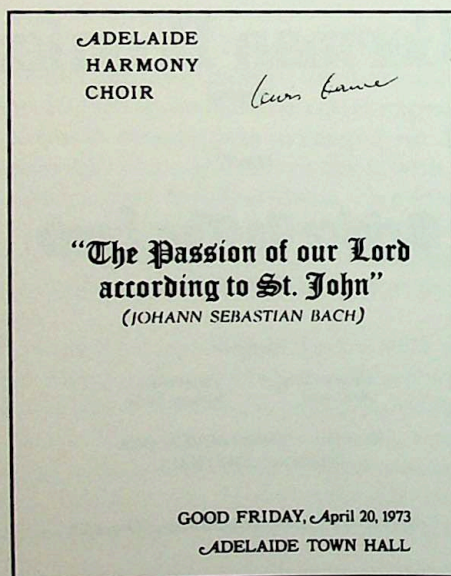 ADELAIDE
HARMONY
CHOIR
"The Passion of our Lord
according to St. John"
(JOHANN SEBASTIAN BACH)
GOOD FRIDAY, April 20, 1973
ADELAIDE TOWN HALL